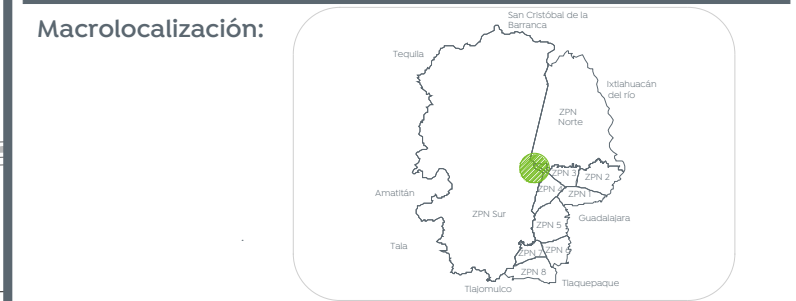 Macrolocalización:
San Cristóbal de la
Barranca
Tequila
Ixtlahuacán
del río
ZPN
Norte
ZPN 3
ZPN 2
ZPN 4
ZPN 1
Amatitán
ZPN Sur
Guadalajara
ZPN 5
Tala
ZPN 7
ZPN 6
ZPN 8
Tlajomulco
Tlaquepaque